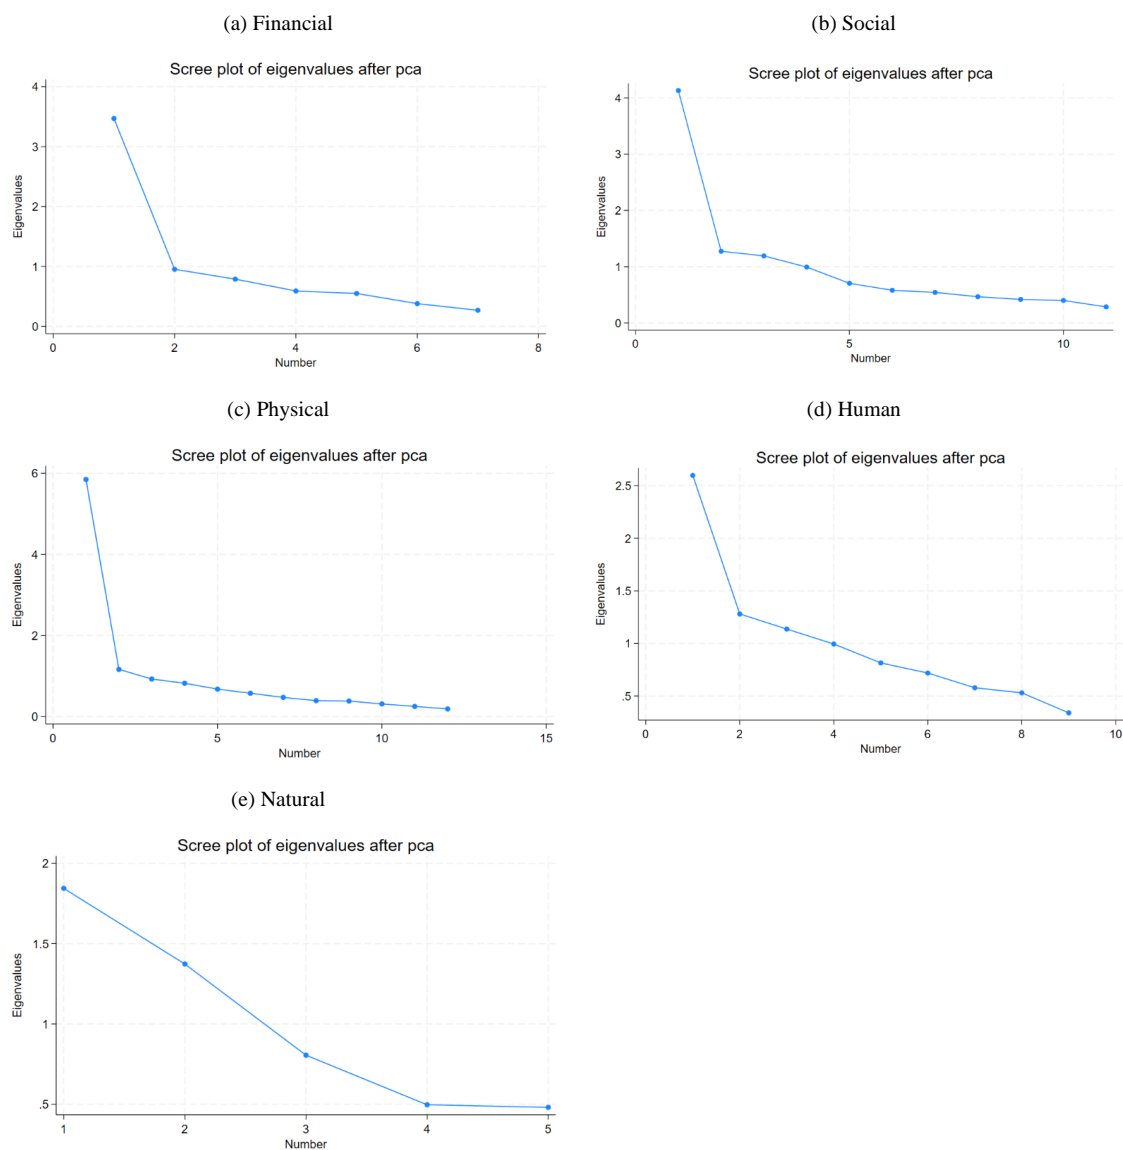 (a) Financial
(b) Social
Scree plot of eigenvalues after pca
Eigenvalues
4
3
2
1
0
0 2 4 6 8
Number
Scree plot of eigenvalues after pca
Eigenvalues
4
3
2
1
0
0 5 10
Number
(c) Physical
(d) Human
Scree plot of eigenvalues after pca
Eigenvalues
6
4
2
0
0 5 10 15
Number
Scree plot of eigenvalues after pca
Eigenvalues
2.5
2
1.5
1
.5
0 2 4 6 8 10
Number
(e) Natural
Scree plot of eigenvalues after pca
Eigenvalues
2
1.5
1
.5
1 2 3 4 5
Number